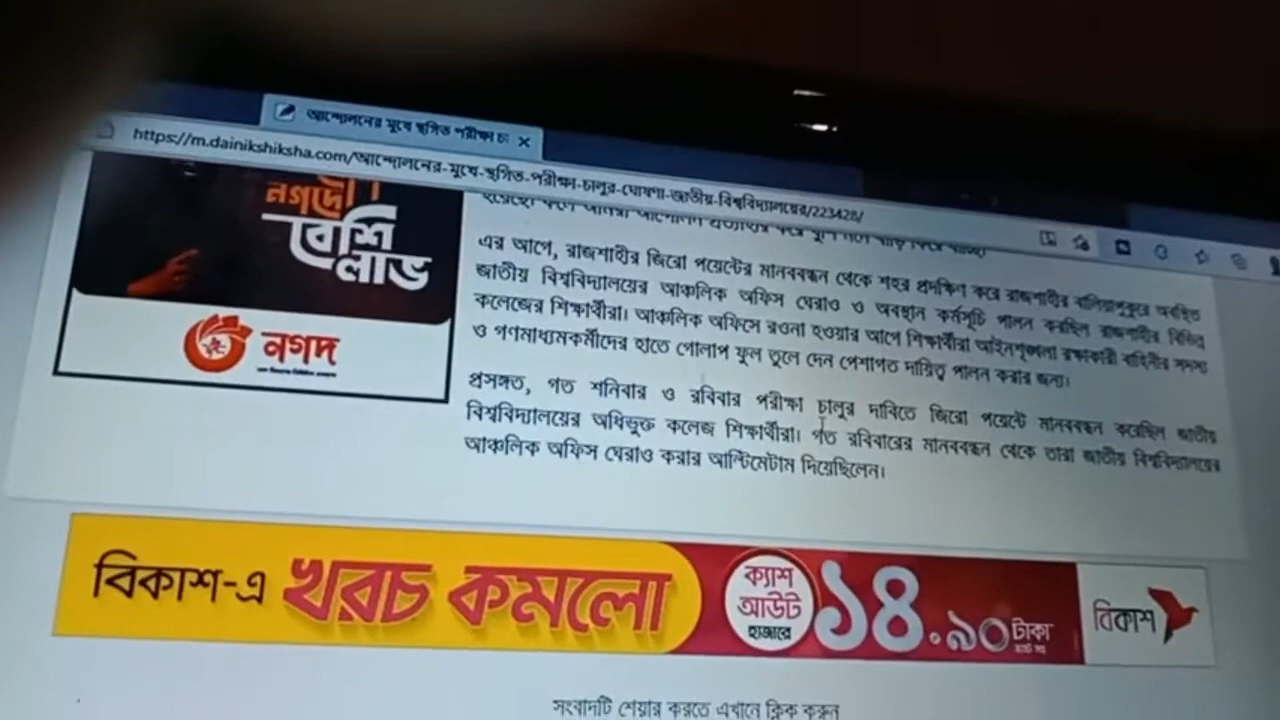 আন্দোলনের মুখে স্থগিত পরীক্ষা চা
https://m.dainikshiksha.com/আন্দোলনের-মুখে-স্থগিত-পরীক্ষা-চালুর-ঘোষণা-জাতীয়-বিশ্ববিদ্যালয়ের/223428/
নগদে
বেশি
লাভ
নগদ
এর আগে, রাজশাহীর জিরো পয়েন্টের মানববন্ধন থেকে শহর প্রদক্ষিণ করে রাজশাহীর বালিয়াপুকুরে অবস্থিত
জাতীয় বিশ্ববিদ্যালয়ের আঞ্চলিক অফিস ঘেরাও ও অবস্থান কর্মসূচি পালন করছিল রাজশাহীর বিভিন্ন
কলেজের শিক্ষার্থীরা। আঞ্চলিক অফিসে রওনা হওয়ার আগে শিক্ষার্থীরা আইনশৃঙ্খলা রক্ষাকারী বাহিনীর সদস্য
ও গণমাধ্যমকর্মীদের হাতে গোলাপ ফুল তুলে দেন পেশাগত দায়িত্ব পালন করার জন্য।
প্রসঙ্গত, গত শনিবার ও রবিবার পরীক্ষা চালুর দাবিতে জিরো পয়েন্টে মানববন্ধন করেছিল জাতীয়
বিশ্ববিদ্যালয়ের অধিভুক্ত কলেজ শিক্ষার্থীরা। গত রবিবারের মানববন্ধন থেকে তারা জাতীয় বিশ্ববিদ্যালয়ের
আঞ্চলিক অফিস ঘেরাও করার আল্টিমেটাম দিয়েছিলেন।
বিকাশ-এ খরচ কমলো
ক্যাশ
আউট
হাজারে
১৪.৯০ টাকা
বিকাশ
সংবাদটি শেয়ার করতে এখানে ক্লিক করুন